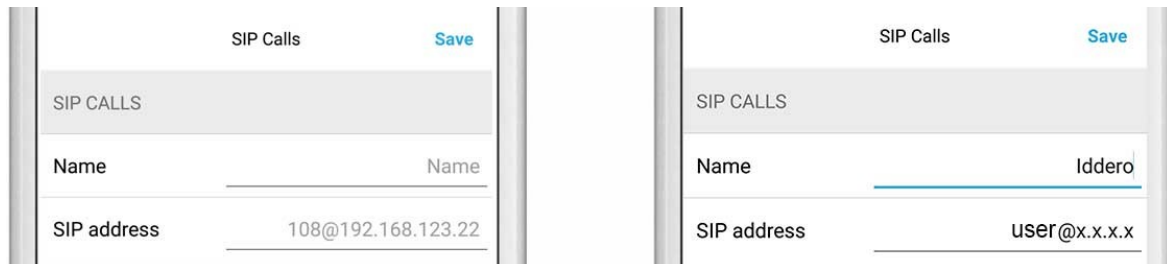 SIP Calls Save
SIP CALLS
Name Name
SIP address 108@192.168.123.22
SIP Calls Save
SIP CALLS
Name Iddero
SIP address user@x.x.x.x